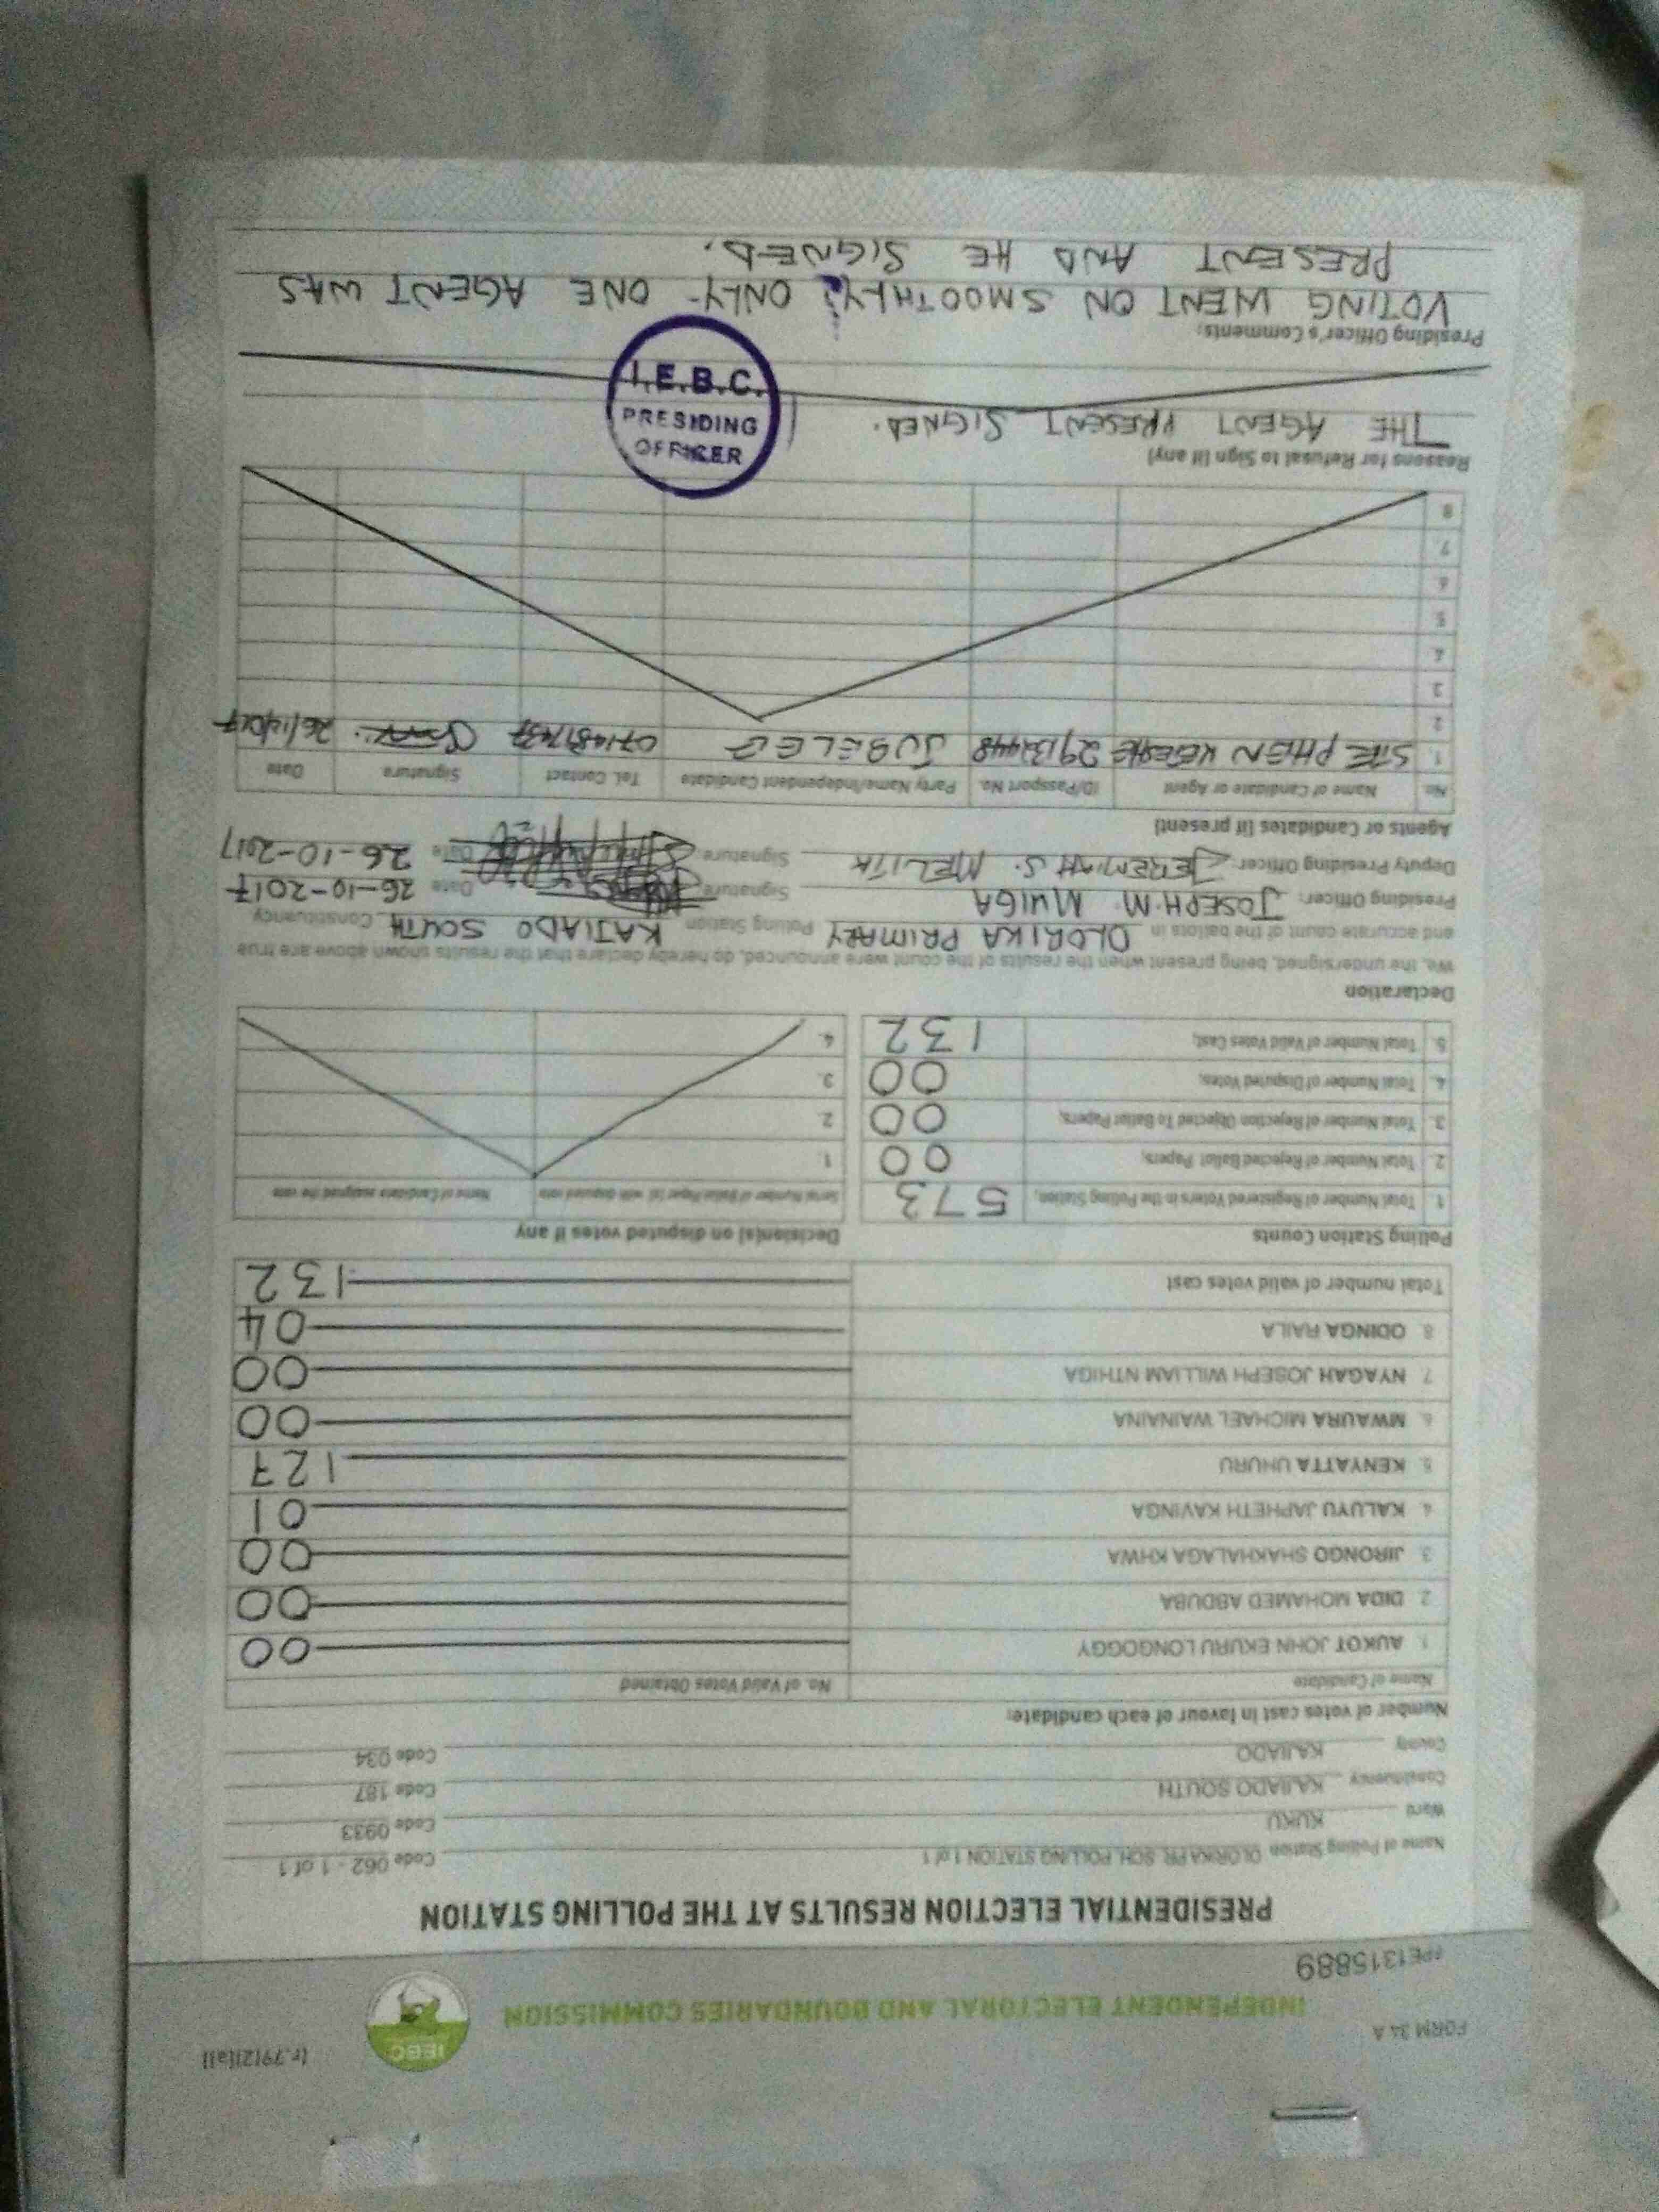 FORM 34 A
(r.79(2)(a))
INDEPENDENT ELECTORAL AND BOUNDARIES COMMISSION
IEBC
PE1315889
PRESIDENTIAL ELECTION RESULTS AT THE POLLING STATION
Name of Polling Station OLORIKA PR. SCH. POLLING STATION 1 of 1 Code 062 - 1 of 1
Ward KUKU Code 0933
Constituency KAJIADO SOUTH Code 187
County KAJIADO Code 034
Number of votes cast in favour of each candidate:
Name of Candidate No. of Valid Votes Obtained
1. AUKOT JOHN EKURU LONGOGGY 00
2. DIDA MOHAMED ABDUBA 00
3. JIRONGO SHAKHALAGA KHWA 00
4. KALUYU JAPHETH KAVINGA 01
5. KENYATTA UHURU 127
6. MWAURA MICHAEL WAINAINA 00
7. NYAGAH JOSEPH WILLIAM NTHIGA 00
8. ODINGA RAILA 04
Total number of valid votes cast 132
Polling Station Counts
1. Total Number of Registered Voters in the Polling Station, 573
2. Total Number of Rejected Ballot Papers, 00
3. Total Number of Rejection Objected To Ballot Papers, 00
4. Total Number of Disputed Votes, 00
5. Total Number of Valid Votes Cast, 132
Decision(s) on disputed votes if any
Serial Number of Ballot Paper (s) with disputed vote Name of Candidate assigned the vote
1.
2.
3.
4.
Declaration
We, the undersigned, being present when the results of the count were announced, do hereby declare that the results shown above are true
and accurate count of the ballots in OLORIKA PRIMARY Polling Station KAJIADO SOUTH Constituency
Presiding Officer: JOSEPH M. MUIGA Signature Date 26-10-2017
Deputy Presiding Officer: JEREMIAH S. MELITA Signature Date 26-10-2017
Agents or Candidates (if present)
No. Name of Candidate or Agent ID/Passport No. Party Name/Independent Candidate Tel. Contact Signature Date
1 STEPHEN JUBELEE 26/10/2017
2
3
4
5
6
7
8
Reasons for Refusal to Sign (if any)
THE AGENT PRESENT SIGNED.
Presiding Officer's Comments:
VOTING WENT ON SMOOTHLY; ONLY ONE AGENT WAS
PRESENT AND HE SIGNED.
I.E.B.C.
PRESIDING
OFFICER